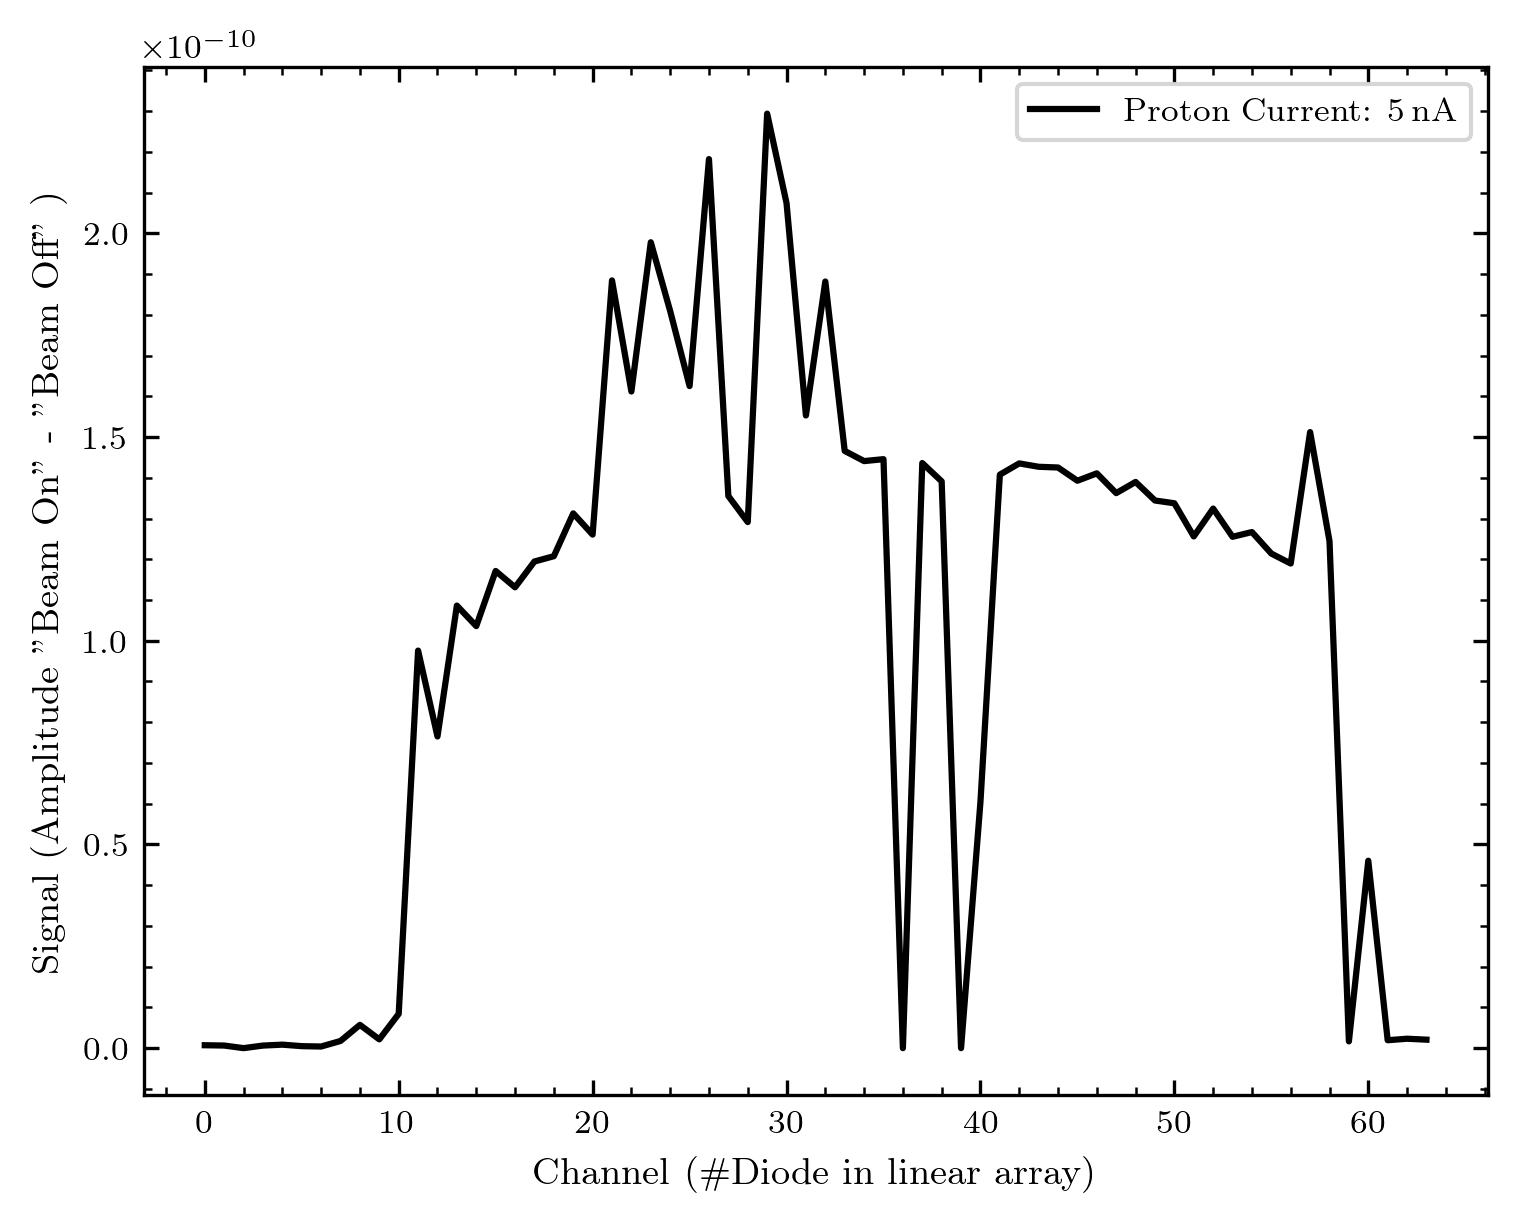 ×10⁻¹⁰
Proton Current: 5 nA
Signal (Amplitude ”Beam On” - ”Beam Off” )
2.0
1.5
1.0
0.5
0.0
0 10 20 30 40 50 60
Channel (#Diode in linear array)